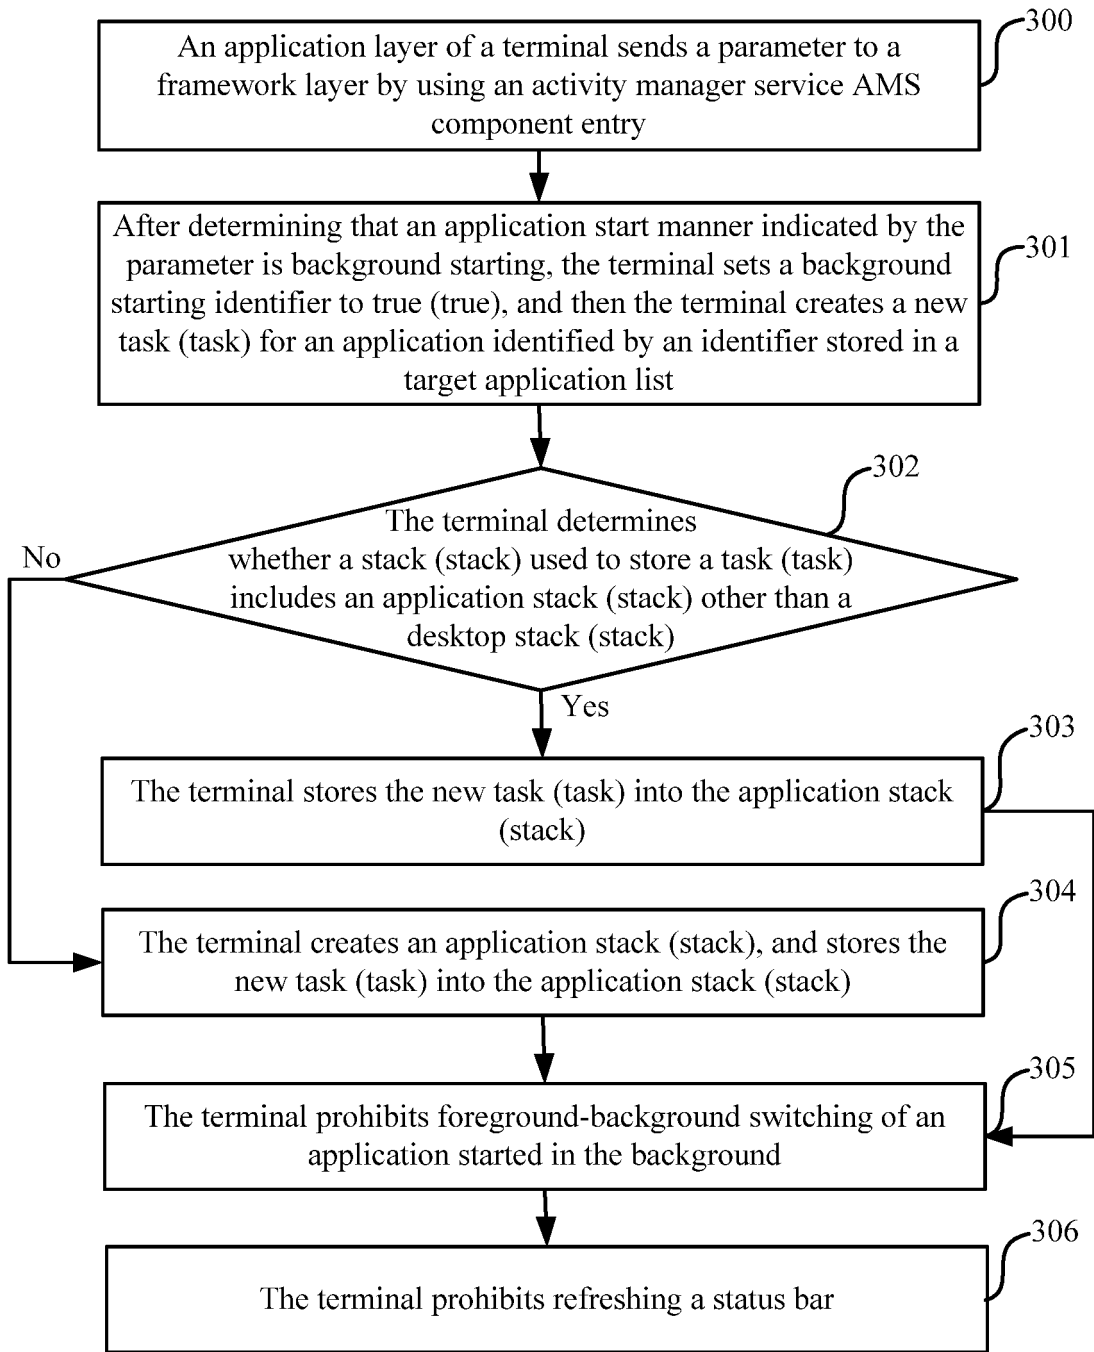 300
An application layer of a terminal sends a parameter to a
framework layer by using an activity manager service AMS
component entry
301
After determining that an application start manner indicated by the
parameter is background starting, the terminal sets a background
starting identifier to true (true), and then the terminal creates a new
task (task) for an application identified by an identifier stored in a
target application list
302
The terminal determines
whether a stack (stack) used to store a task (task)
includes an application stack (stack) other than a
desktop stack (stack)
No
Yes
303
The terminal stores the new task (task) into the application stack
(stack)
304
The terminal creates an application stack (stack), and stores the
new task (task) into the application stack (stack)
305
The terminal prohibits foreground-background switching of an
application started in the background
306
The terminal prohibits refreshing a status bar